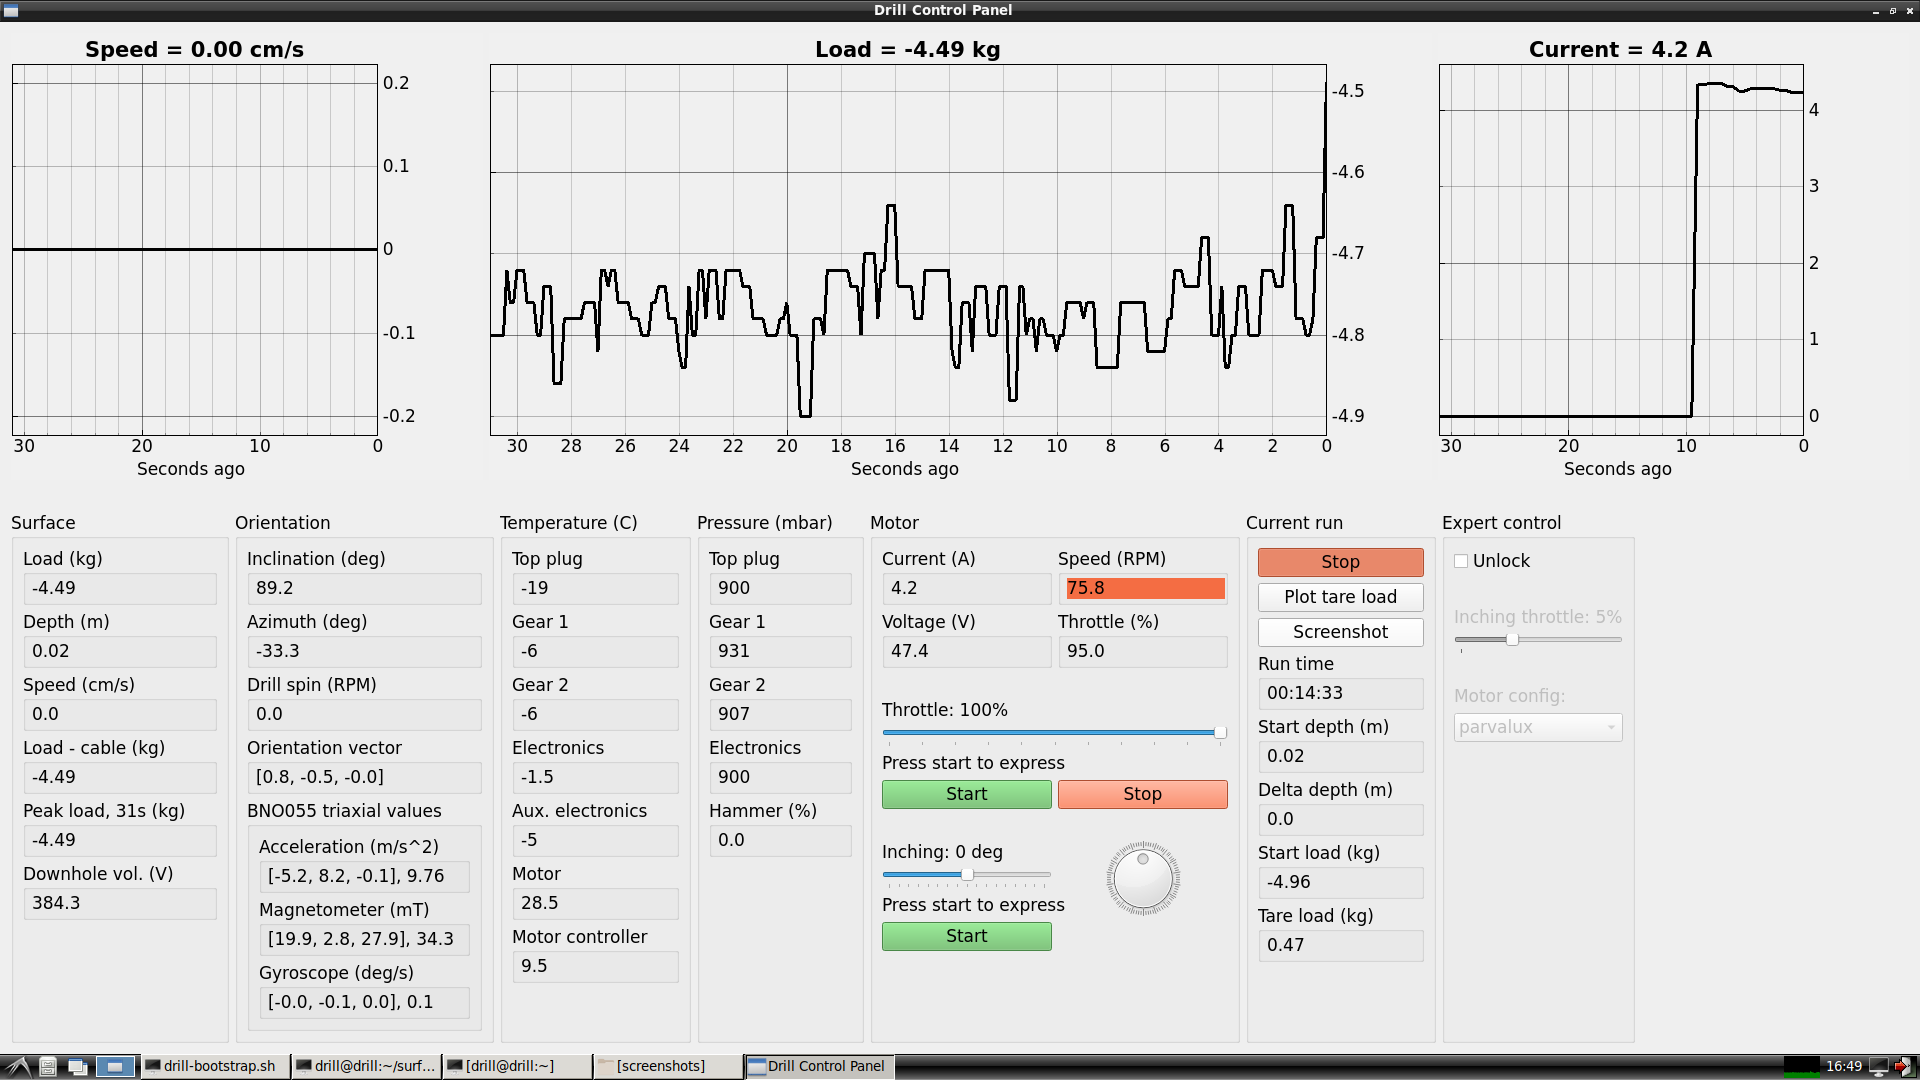 Drill Control Panel
Speed = 0.00 cm/s
0.2
0.1
0
-0.1
-0.2
30 20 10 0
Seconds ago
Load = -4.49 kg
-4.5
-4.6
-4.7
-4.8
-4.9
30 28 26 24 22 20 18 16 14 12 10 8 6 4 2 0
Seconds ago
Current = 4.2 A
4
3
2
1
0
30 20 10 0
Seconds ago
Surface
Load (kg)
-4.49
Depth (m)
0.02
Speed (cm/s)
0.0
Load - cable (kg)
-4.49
Peak load, 31s (kg)
-4.49
Downhole vol. (V)
384.3
Orientation
Inclination (deg)
89.2
Azimuth (deg)
-33.3
Drill spin (RPM)
0.0
Orientation vector
[0.8, -0.5, -0.0]
BNO055 triaxial values
Acceleration (m/s^2)
[-5.2, 8.2, -0.1], 9.76
Magnetometer (mT)
[19.9, 2.8, 27.9], 34.3
Gyroscope (deg/s)
[-0.0, -0.1, 0.0], 0.1
Temperature (C)
Top plug
-19
Gear 1
-6
Gear 2
-6
Electronics
-1.5
Aux. electronics
-5
Motor
28.5
Motor controller
9.5
Pressure (mbar)
Top plug
900
Gear 1
931
Gear 2
907
Electronics
900
Hammer (%)
0.0
Motor
Current (A) Speed (RPM)
4.2 75.8
Voltage (V) Throttle (%)
47.4 95.0
Throttle: 100%
Press start to express
Start Stop
Inching: 0 deg
Press start to express
Start
Current run
Stop
Plot tare load
Screenshot
Run time
00:14:33
Start depth (m)
0.02
Delta depth (m)
0.0
Start load (kg)
-4.96
Tare load (kg)
0.47
Expert control
Unlock
Inching throttle: 5%
Motor config:
parvalux
drill-bootstrap.sh drill@drill:~/surf... [drill@drill:~] [screenshots] Drill Control Panel 16:49